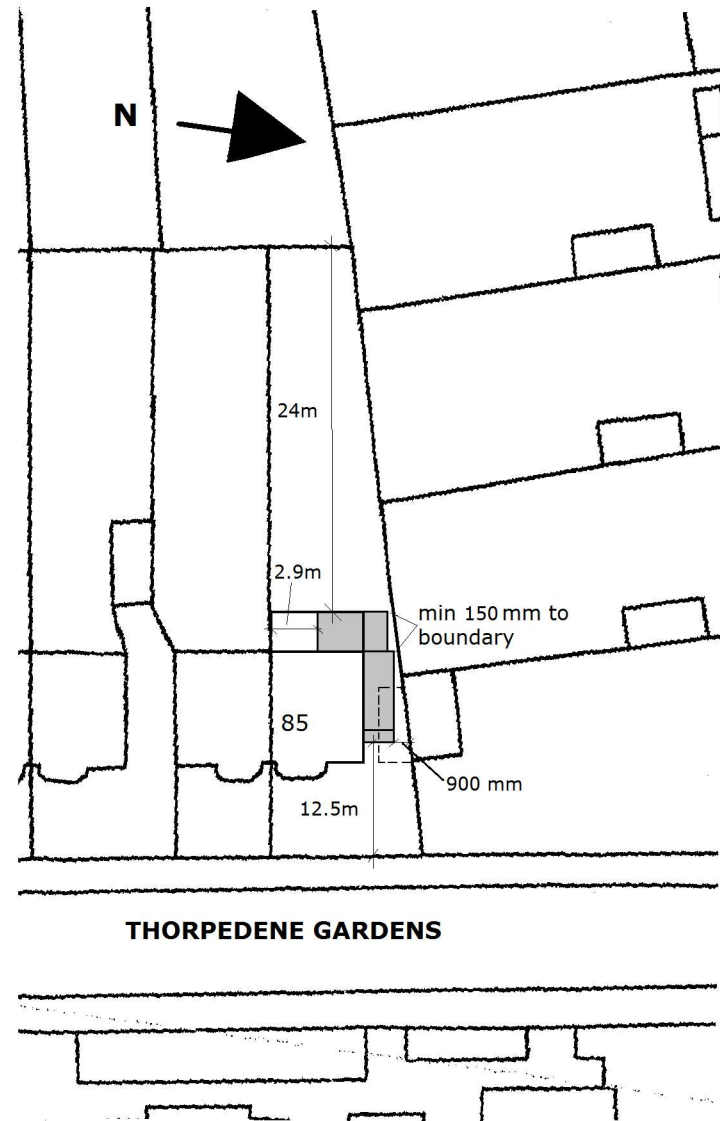 N
24m
2.9m
min 150 mm to
boundary
85
900 mm
12.5m
THORPEDENE GARDENS